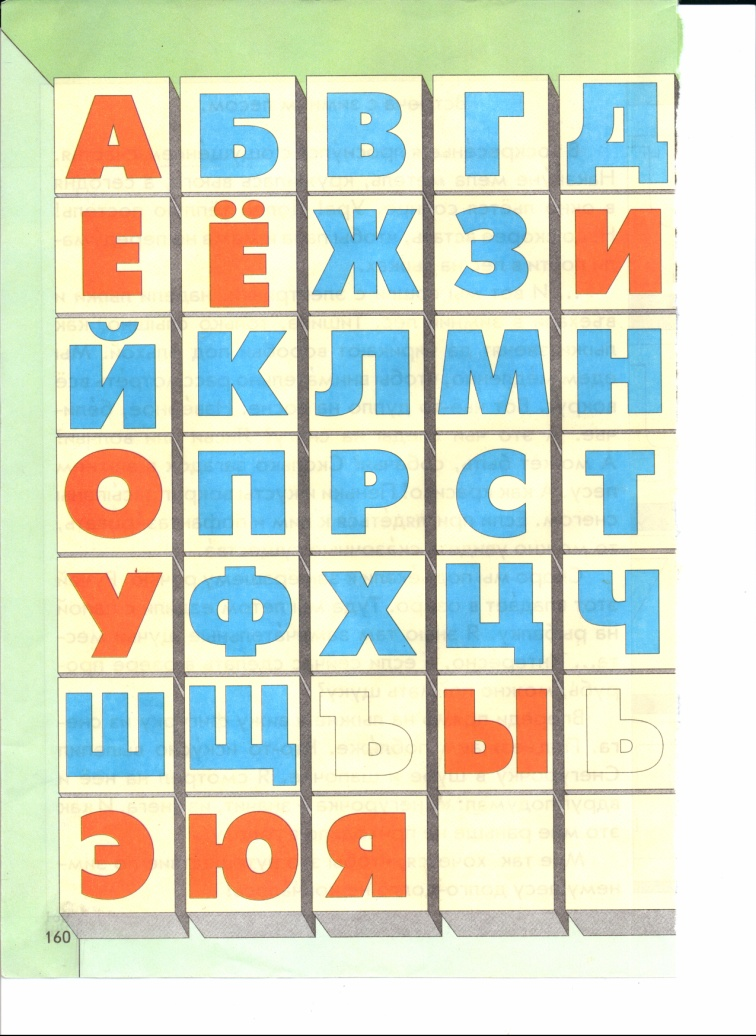 А Б В Г Д
Е Ё Ж З И
Й К Л М Н
О П Р С Т
У Ф Х Ц Ч
Ш Щ Ъ Ы Ь
Э Ю Я
160